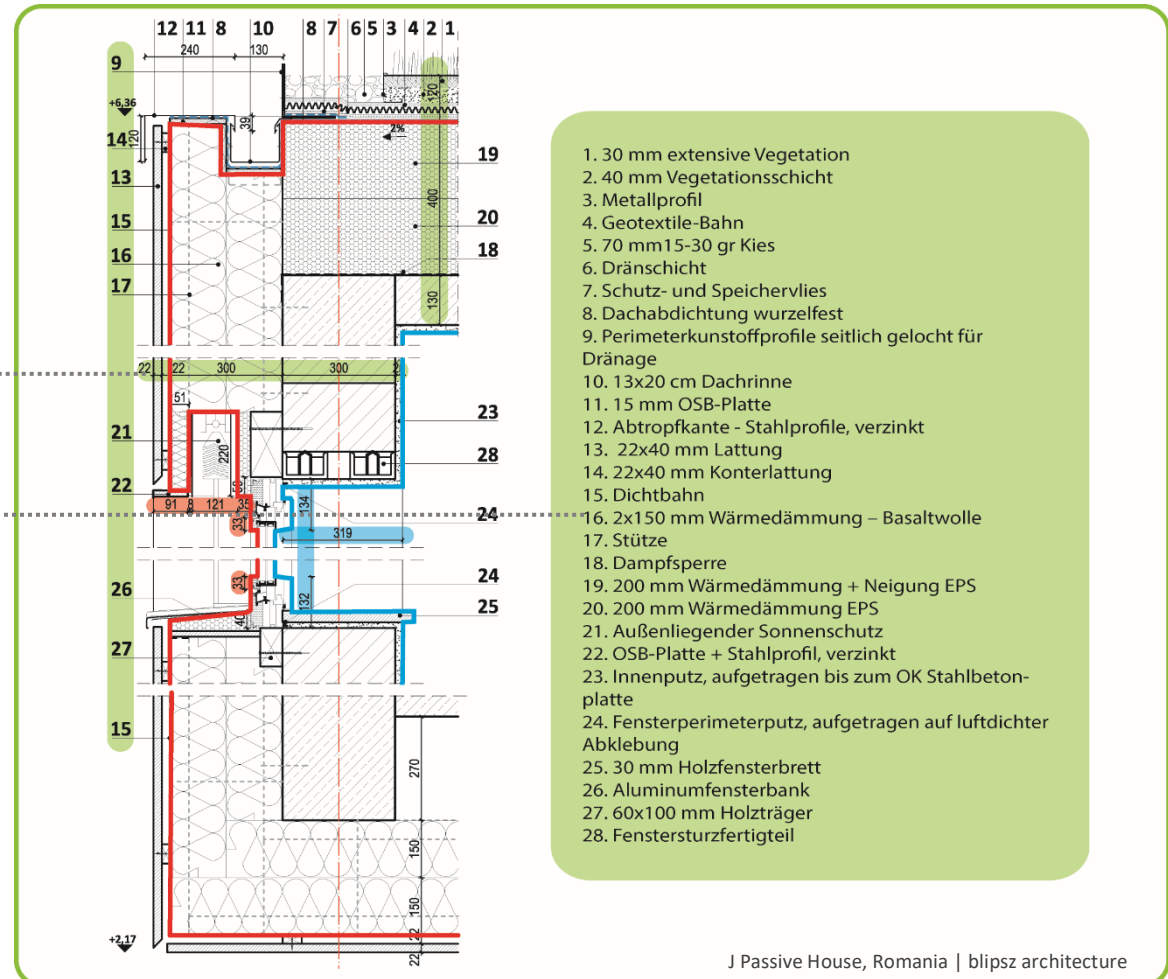 12 11 8 10 8 7 6 5 3 4 2 1
240 130
9
120
+6,36
39
120
2%
14
19
13
400
15
20
16
18
17
130
22 22 300 300 2
51
23
21
220
28
22
91 8 121 35
134
33
24
319
33
24
26
132
25
40
27
15
270
150
150
+2,17
22
22
1. 30 mm extensive Vegetation
2. 40 mm Vegetationsschicht
3. Metallprofil
4. Geotextile-Bahn
5. 70 mm15-30 gr Kies
6. Dränschicht
7. Schutz- und Speichervlies
8. Dachabdichtung wurzelfest
9. Perimeterkunstoffprofile seitlich gelocht für
Dränage
10. 13x20 cm Dachrinne
11. 15 mm OSB-Platte
12. Abtropfkante - Stahlprofile, verzinkt
13. 22x40 mm Lattung
14. 22x40 mm Konterlattung
15. Dichtbahn
16. 2x150 mm Wärmedämmung – Basaltwolle
17. Stütze
18. Dampfsperre
19. 200 mm Wärmedämmung + Neigung EPS
20. 200 mm Wärmedämmung EPS
21. Außenliegender Sonnenschutz
22. OSB-Platte + Stahlprofil, verzinkt
23. Innenputz, aufgetragen bis zum OK Stahlbeton-
platte
24. Fensterperimeterputz, aufgetragen auf luftdichter
Abklebung
25. 30 mm Holzfensterbrett
26. Aluminumfensterbank
27. 60x100 mm Holzträger
28. Fenstersturzfertigteil
J Passive House, Romania | blipsz architecture